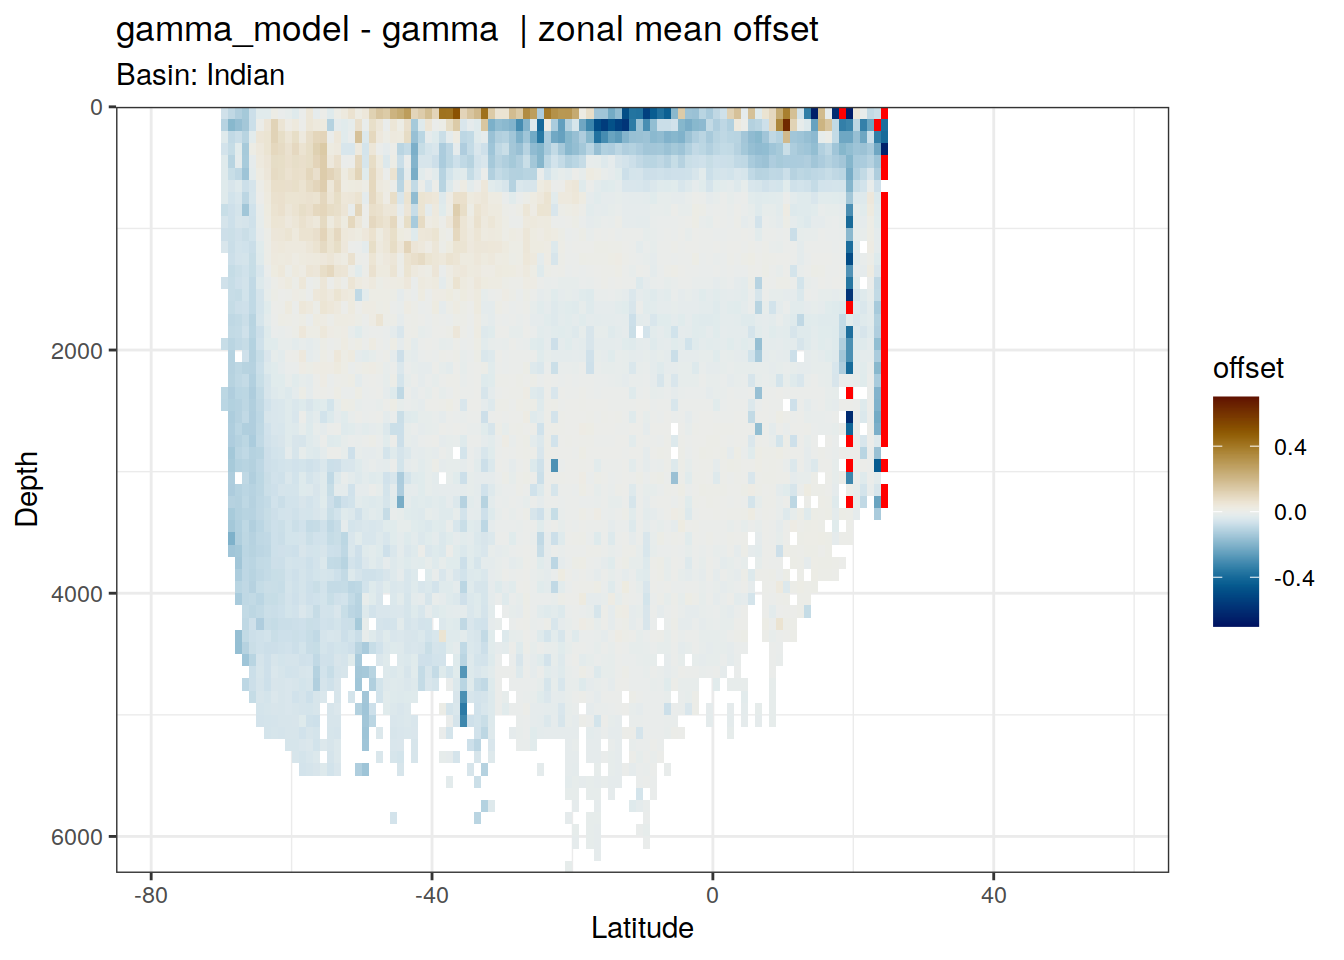 gamma_model - gamma  | zonal mean offset
Basin: Indian
0
2000
4000
6000
Depth
-80
-40
0
40
Latitude
offset
0.4
0.0
-0.4